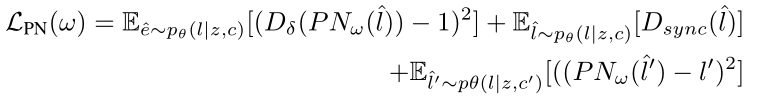 $\mathcal{L}_{\text{PN}}(\omega) = \mathbb{E}_{\hat{e} \sim p_\theta(l|z,c)}[(D_\delta(PN_\omega(\hat{l})) - 1)^2] + \mathbb{E}_{\hat{l} \sim p_\theta(l|z,c)}[D_{sync}(\hat{l})]$
$+\mathbb{E}_{\hat{l}' \sim p\theta(l|z,c')}[((PN_\omega(\hat{l}') - l')^2]$